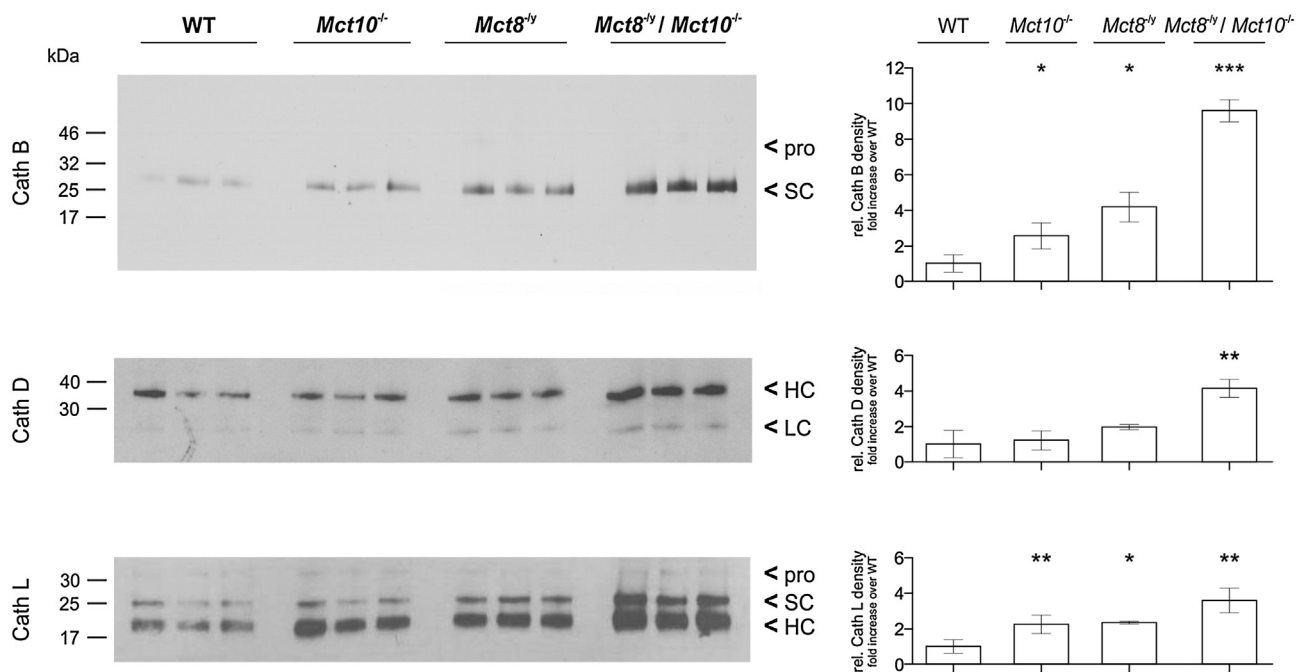 WT Mct10-/- Mct8-/y Mct8-/y / Mct10-/-
kDa
Cath B
46
32
25
17
< pro
< SC
Cath D
40
30
< HC
< LC
Cath L
30
25
17
< pro
< SC
< HC
WT Mct10-/- Mct8-/y Mct8-/y / Mct10-/-
rel. Cath B density
fold increase over WT
12
10
8
6
4
2
0
* * ***
rel. Cath D density
fold increase over WT
6
4
2
0
**
rel. Cath L density
fold increase over WT
6
4
2
0
** * **